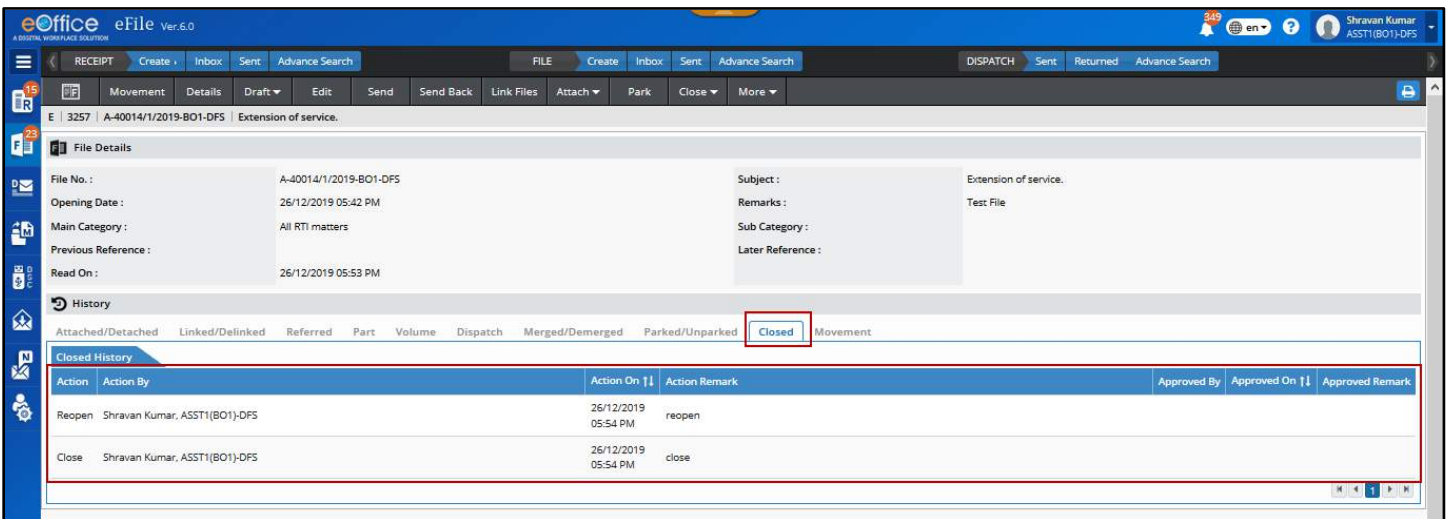 eOffice eFile Ver.6.0
A DIGITAL WORKPLACE SOLUTION
349 en ? Shravan Kumar
ASST1(BO1)-DFS
RECEIPT Create Inbox Sent Advance Search FILE Create Inbox Sent Advance Search DISPATCH Sent Returned Advance Search
15 R Movement Details Draft Edit Send Send Back Link Files Attach Park Close More
E | 3257 | A-40014/1/2019-BO1-DFS | Extension of service.
23 F File Details
File No. : A-40014/1/2019-BO1-DFS Subject : Extension of service.
Opening Date : 26/12/2019 05:42 PM Remarks : Test File
Main Category : All RTI matters Sub Category :
Previous Reference : Later Reference :
Read On : 26/12/2019 05:53 PM
D
M
DSC
N
History
Attached/Detached Linked/Delinked Referred Part Volume Dispatch Merged/Demerged Parked/Unparked Closed Movement
Closed History
Action Action By Action On Action Remark Approved By Approved On Approved Remark
Reopen Shravan Kumar, ASST1(BO1)-DFS 26/12/2019 05:54 PM reopen
Close Shravan Kumar, ASST1(BO1)-DFS 26/12/2019 05:54 PM close
1